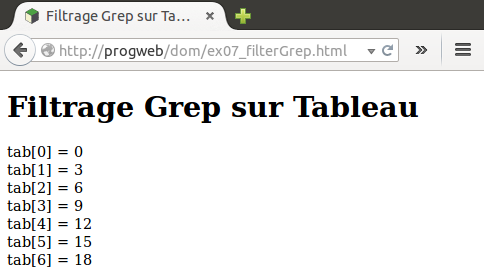 Filtrage Grep sur Ta...
http://progweb/dom/ex07_filterGrep.html
Filtrage Grep sur Tableau
tab[0] = 0
tab[1] = 3
tab[2] = 6
tab[3] = 9
tab[4] = 12
tab[5] = 15
tab[6] = 18